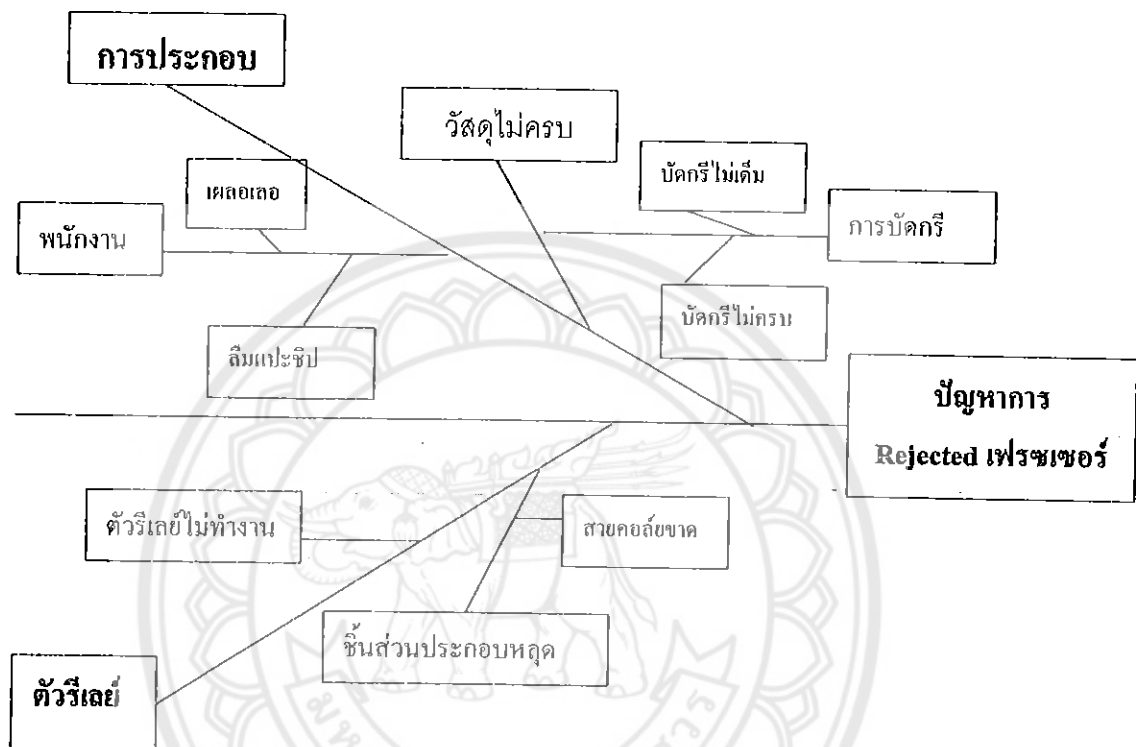 การประกอบ
วัสดุไม่ครบ
บัดกรีไม่เต็ม
เผลอเลอ
การบัดกรี
พนักงาน
บัดกรีไม่ครบ
ลืมแปะชิป
ปัญหาการ
Rejected เฟรซเซอร์
ตัวรีเลย์ไม่ทำงาน
สายคอล์ยขาด
ชิ้นส่วนประกอบหลุด
ตัวรีเลย์